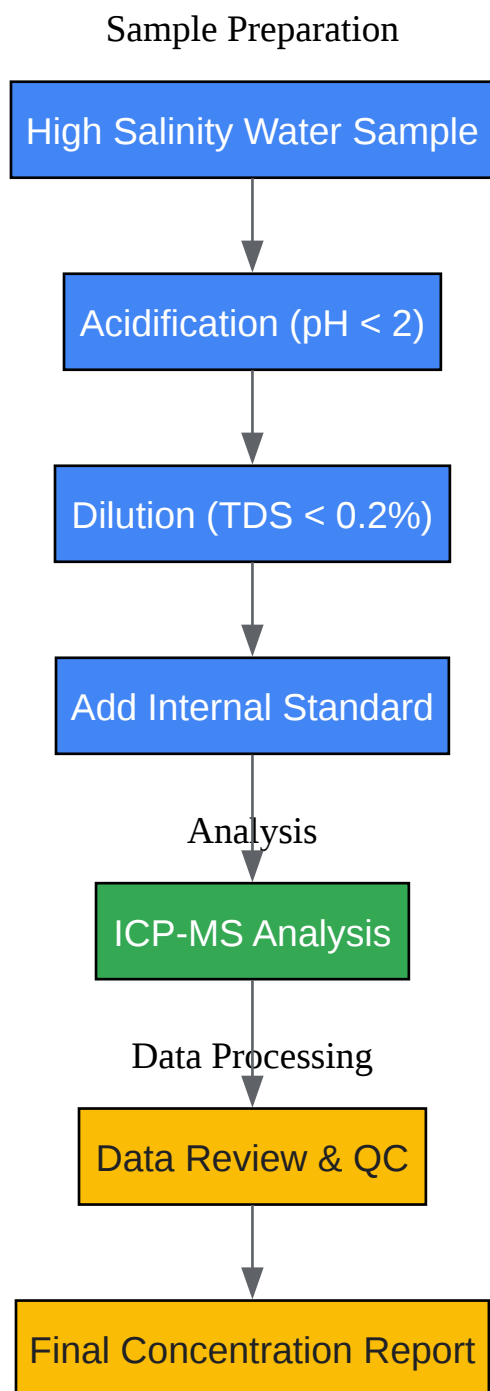 Sample Preparation
High Salinity Water Sample
Acidification (pH < 2)
Dilution (TDS < 0.2%)
Add Internal Standard
Analysis
ICP-MS Analysis
Data Processing
Data Review & QC
Final Concentration Report